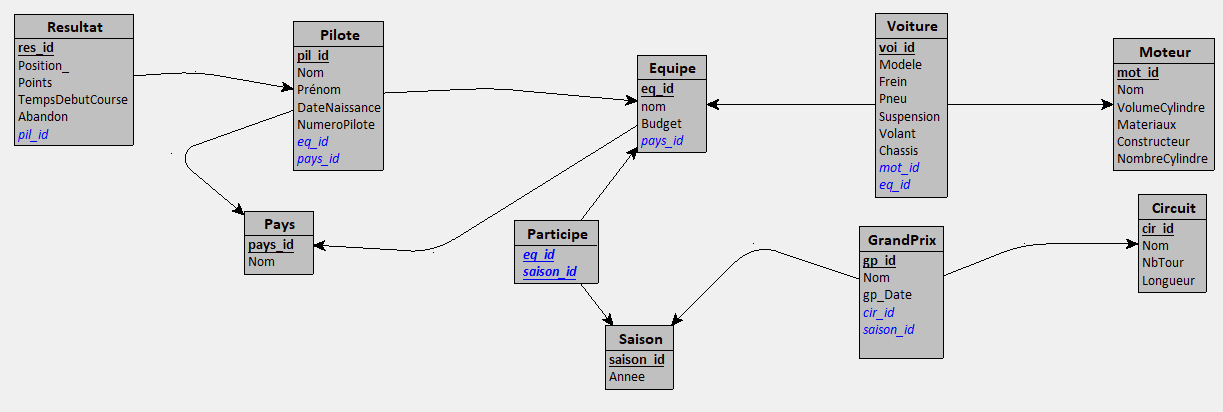 Resultat
res_id
Position_
Points
TempsDebutCourse
Abandon
pil_id
Pilote
pil_id
Nom
Prénom
DateNaissance
NumeroPilote
eq_id
pays_id
Equipe
eq_id
nom
Budget
pays_id
Voiture
voi_id
Modele
Frein
Pneu
Suspension
Volant
Chassis
mot_id
eq_id
Moteur
mot_id
Nom
VolumeCylindre
Materiaux
Constructeur
NombreCylindre
Pays
pays_id
Nom
Participe
eq_id
saison_id
GrandPrix
gp_id
Nom
gp_Date
cir_id
saison_id
Circuit
cir_id
Nom
NbTour
Longueur
Saison
saison_id
Annee